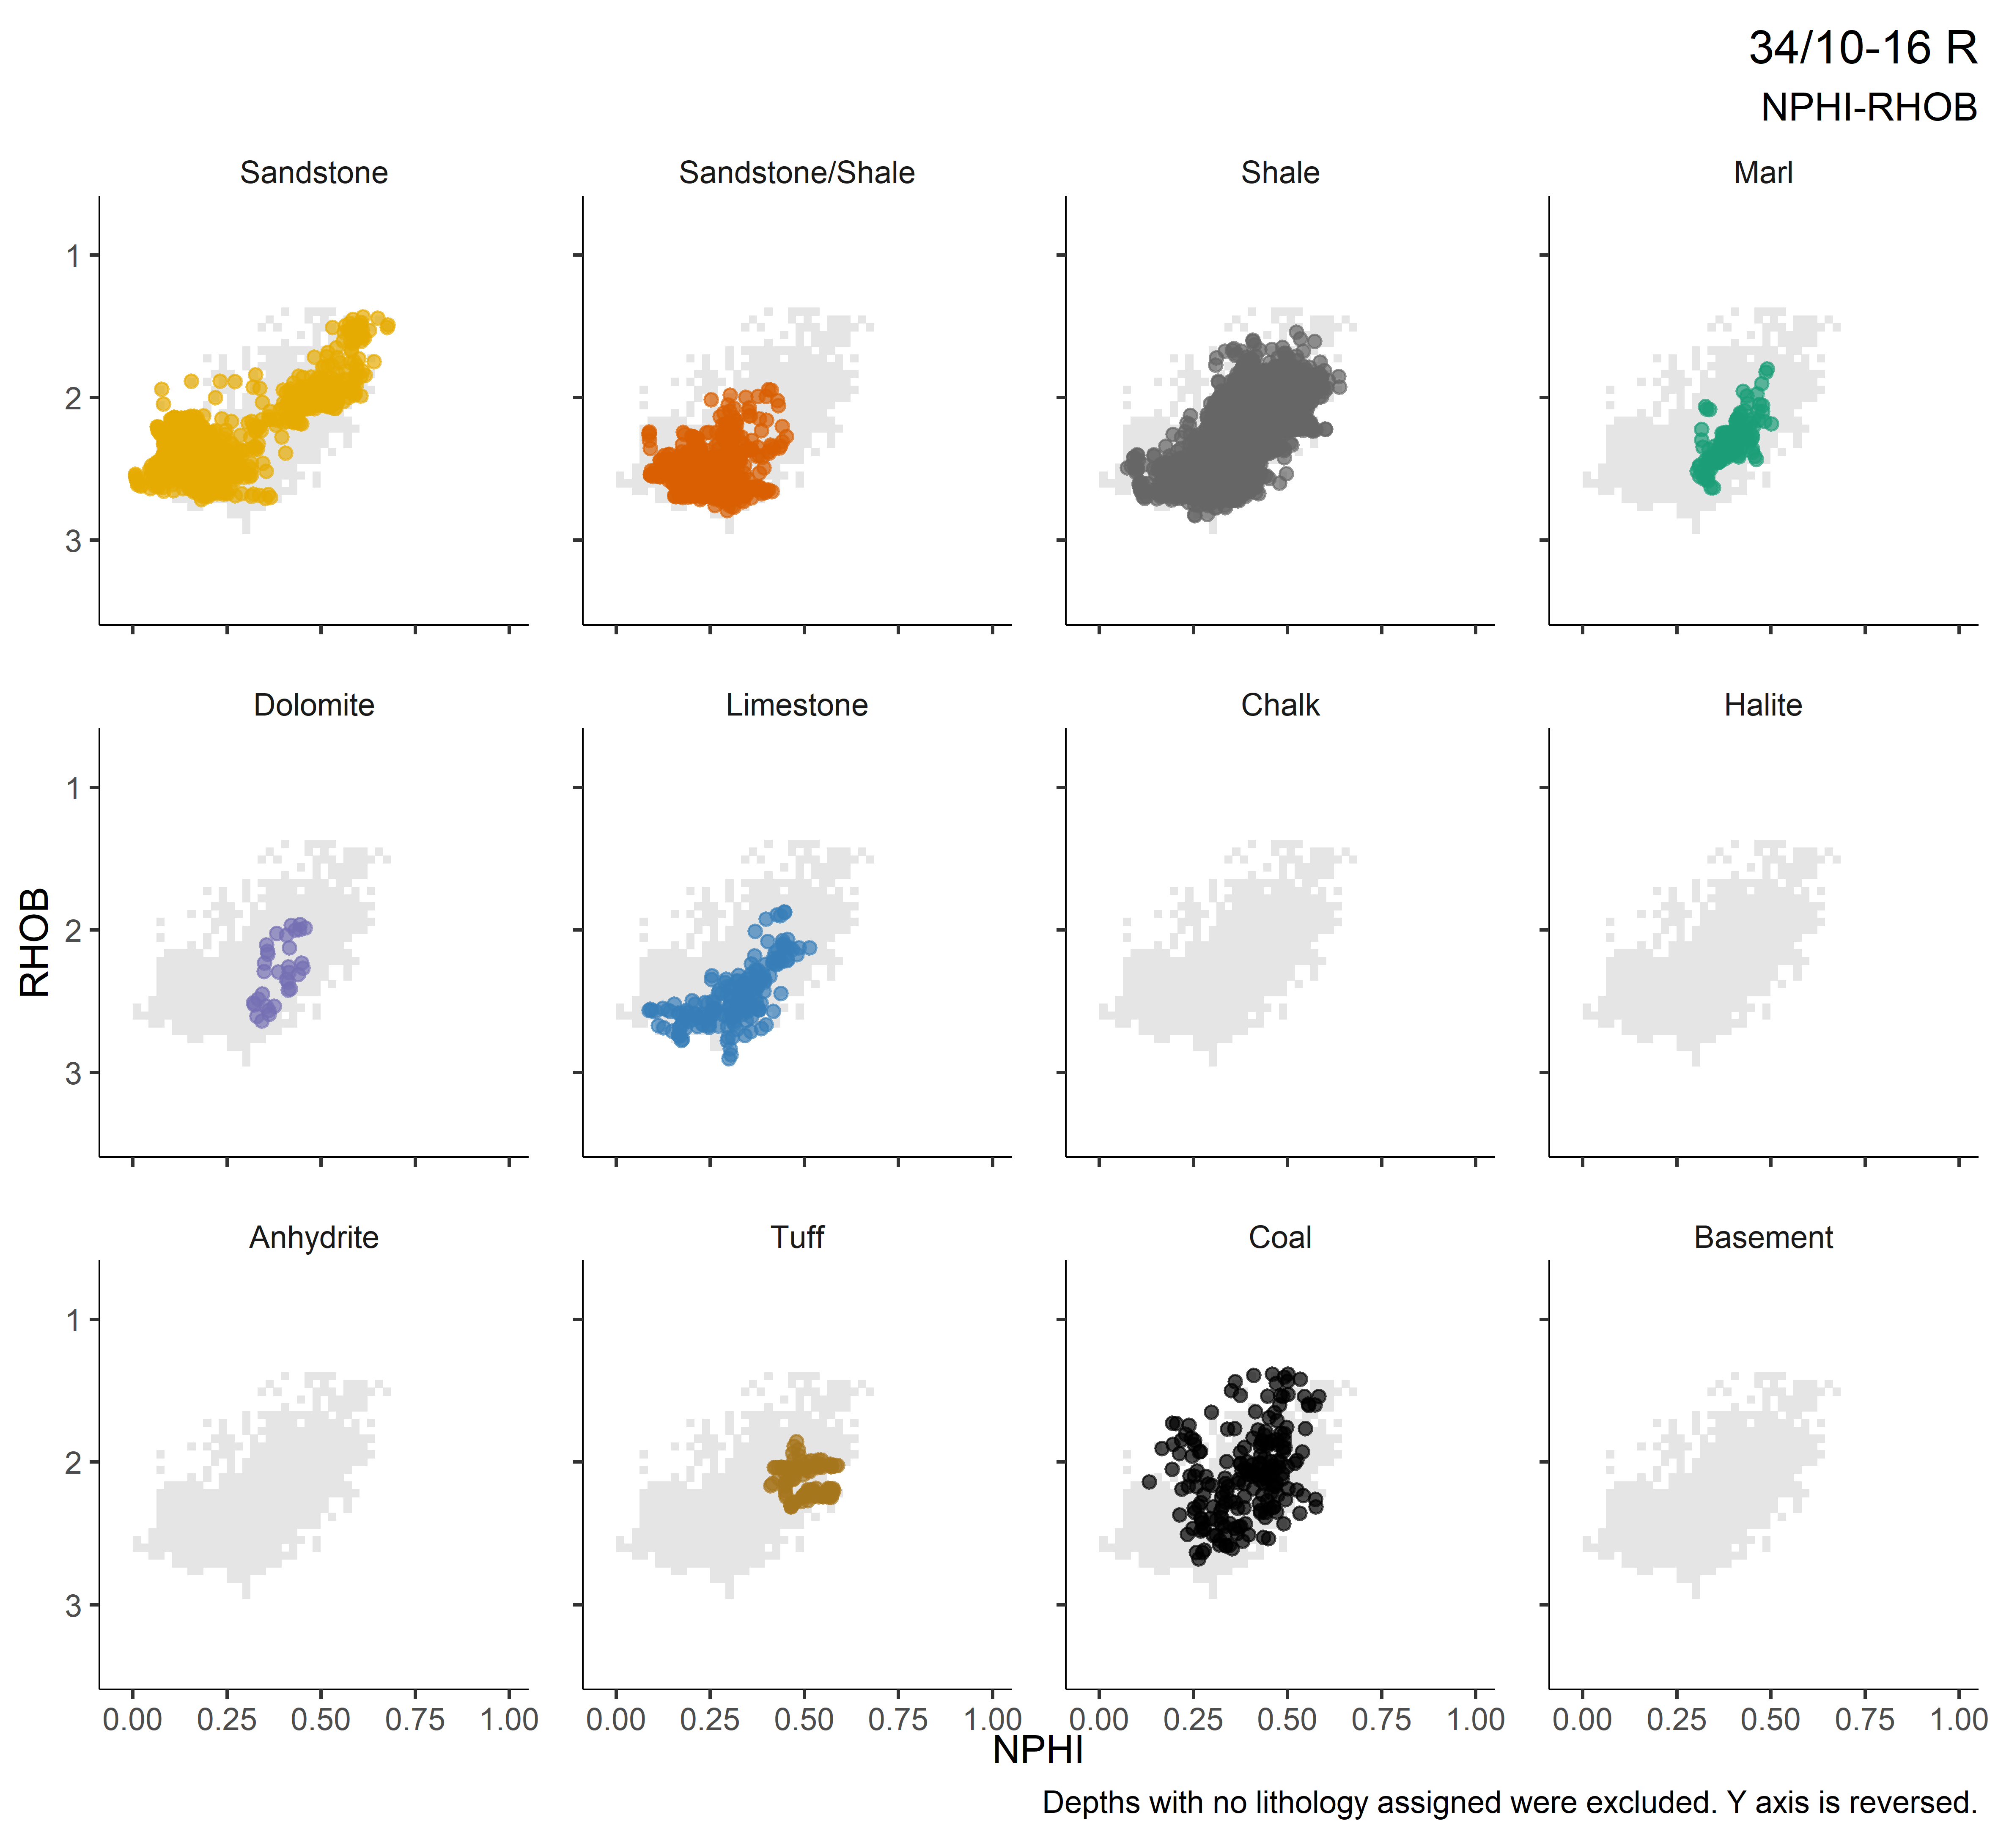 34/10-16 R
NPHI-RHOB
Sandstone
Sandstone/Shale
Shale
Marl
1
2
3
Dolomite
Limestone
Chalk
Halite
1
2
3
RHOB
Anhydrite
Tuff
Coal
Basement
1
2
3
0.00 0.25 0.50 0.75 1.00
0.00 0.25 0.50 0.75 1.00
0.00 0.25 0.50 0.75 1.00
0.00 0.25 0.50 0.75 1.00
NPHI
Depths with no lithology assigned were excluded. Y axis is reversed.